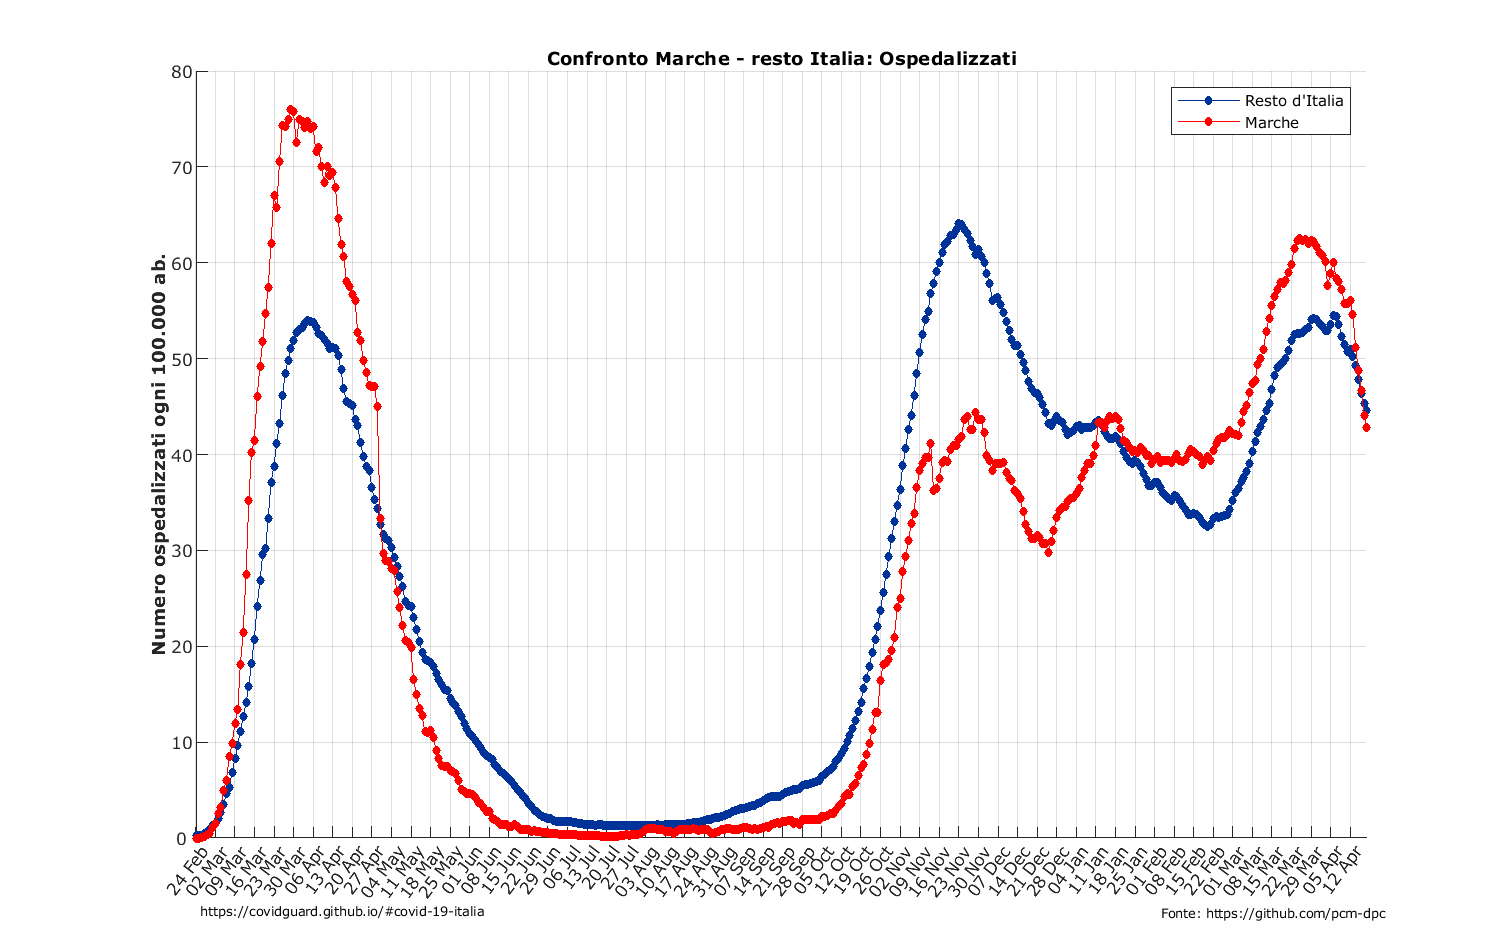 Confronto Marche - resto Italia: Ospedalizzati
Resto d'Italia
Marche
Numero ospedalizzati ogni 100.000 ab.
80
70
60
50
40
30
20
10
0
24 Feb
02 Mar
09 Mar
16 Mar
23 Mar
30 Mar
06 Apr
13 Apr
20 Apr
27 Apr
04 May
11 May
18 May
25 May
01 Jun
08 Jun
15 Jun
22 Jun
29 Jun
06 Jul
13 Jul
20 Jul
27 Jul
03 Aug
10 Aug
17 Aug
24 Aug
31 Aug
07 Sep
14 Sep
21 Sep
28 Sep
05 Oct
12 Oct
19 Oct
26 Oct
02 Nov
09 Nov
16 Nov
23 Nov
30 Nov
07 Dec
14 Dec
21 Dec
28 Dec
04 Jan
11 Jan
18 Jan
25 Jan
01 Feb
08 Feb
15 Feb
22 Feb
01 Mar
08 Mar
15 Mar
22 Mar
29 Mar
05 Apr
12 Apr
https://covidguard.github.io/#covid-19-italia
Fonte: https://github.com/pcm-dpc